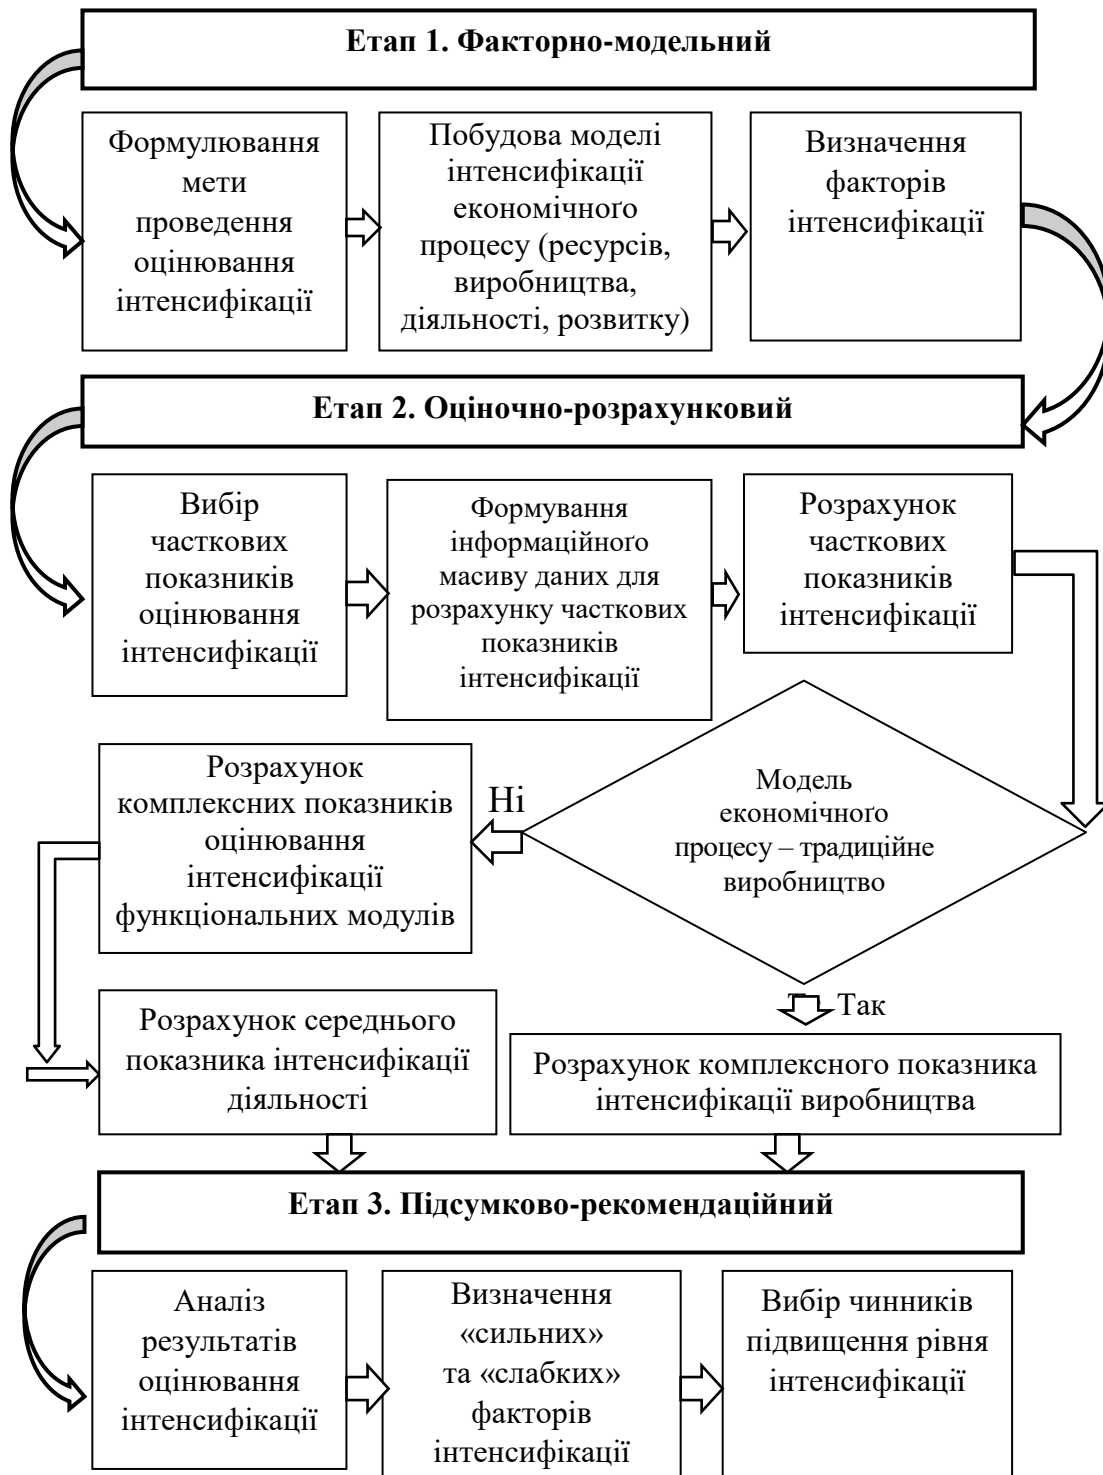 Етап 1. Факторно-модельний
Формулювання
мети
проведення
оцінювання
інтенсифікації
Побудова моделі
інтенсифікації
економічного
процесу (ресурсів,
виробництва,
діяльності, розвитку)
Визначення
факторів
інтенсифікації
Етап 2. Оціночно-розрахунковий
Вибір
часткових
показників
оцінювання
інтенсифікації
Формування
інформаційного
масиву даних для
розрахунку часткових
показників
інтенсифікації
Розрахунок
часткових
показників
інтенсифікації
Модель
економічного
процесу – традиційне
виробництво
Ні
Розрахунок
комплексних показників
оцінювання
інтенсифікації
функціональних модулів
Так
Розрахунок середнього
показника інтенсифікації
діяльності
Розрахунок комплексного показника
інтенсифікації виробництва
Етап 3. Підсумково-рекомендаційний
Аналіз
результатів
оцінювання
інтенсифікації
Визначення
«сильних»
та «слабких»
факторів
інтенсифікації
Вибір чинників
підвищення рівня
інтенсифікації